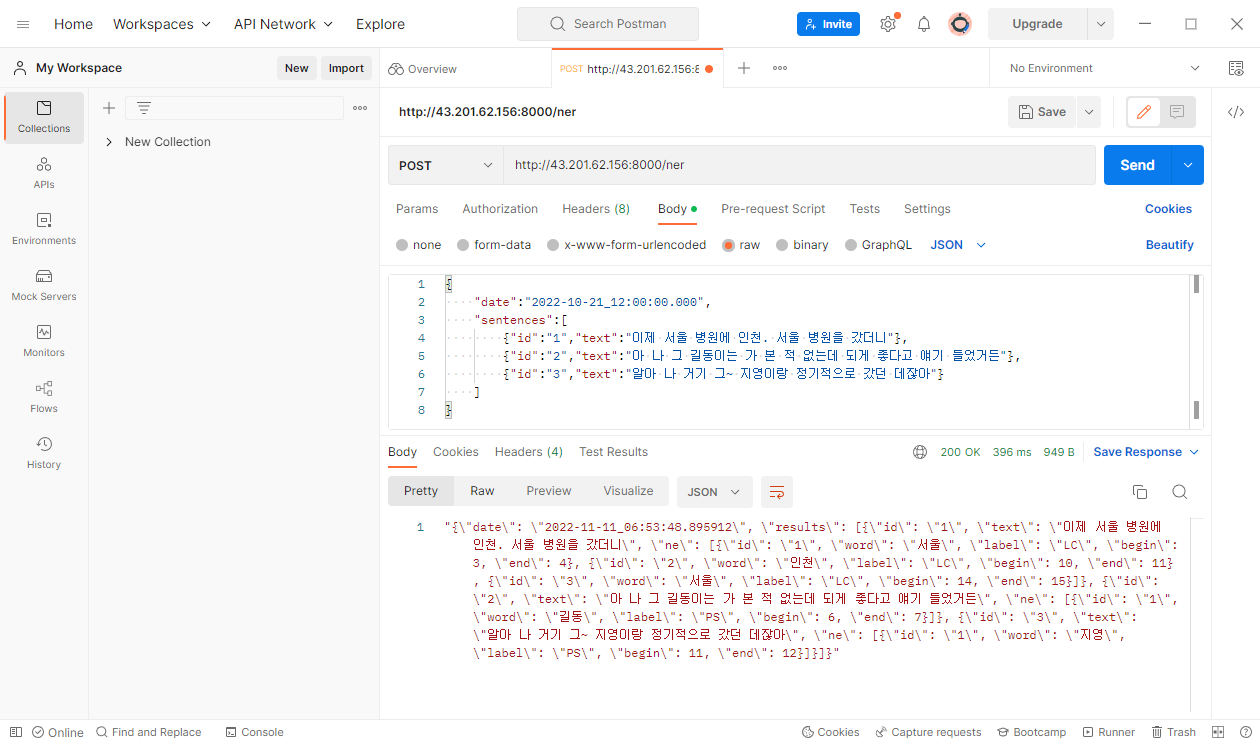 Home Workspaces API Network Explore Search Postman Invite Upgrade
My Workspace New Import Overview POST http://43.201.62.156:8 No Environment
http://43.201.62.156:8000/ner Save
Collections
New Collection
APIs
Environments
Mock Servers
Monitors
Flows
History
POST http://43.201.62.156:8000/ner Send
Params Authorization Headers (8) Body Pre-request Script Tests Settings Cookies
none form-data x-www-form-urlencoded raw binary GraphQL JSON Beautify
1 {
2 "date":"2022-10-21_12:00:00.000",
3 "sentences":[
4 {"id":"1","text":"이제 서울 병원에 인천. 서울 병원을 갔더니"},
5 {"id":"2","text":"아 나 그 길동이는 가 본 적 없는데 되게 좋다고 얘기 들었거든"},
6 {"id":"3","text":"알아 나 거기 그~ 지영이랑 정기적으로 갔던 데잖아"}
7 ]
8 }
Body Cookies Headers (4) Test Results 200 OK 396 ms 949 B Save Response
Pretty Raw Preview Visualize JSON
1 "{\"date\": \"2022-11-11_06:53:48.895912\", \"results\": [{\"id\": \"1\", \"text\": \"이제 서울 병원에
인천. 서울 병원을 갔더니\", \"ne\": [{\"id\": \"1\", \"word\": \"서울\", \"label\": \"LC\", \"begin\":
3, \"end\": 4}, {\"id\": \"2\", \"word\": \"인천\", \"label\": \"LC\", \"begin\": 10, \"end\": 11}
, {\"id\": \"3\", \"word\": \"서울\", \"label\": \"LC\", \"begin\": 14, \"end\": 15}]}, {\"id\":
\"2\", \"text\": \"아 나 그 길동이는 가 본 적 없는데 되게 좋다고 얘기 들었거든\", \"ne\": [{\"id\": \"1\",
\"word\": \"길동\", \"label\": \"PS\", \"begin\": 6, \"end\": 7}]}, {\"id\": \"3\", \"text\":
\"알아 나 거기 그~ 지영이랑 정기적으로 갔던 데잖아\", \"ne\": [{\"id\": \"1\", \"word\": \"지영\",
\"label\": \"PS\", \"begin\": 11, \"end\": 12}]}]}"
Online Find and Replace Console Cookies Capture requests Bootcamp Runner Trash